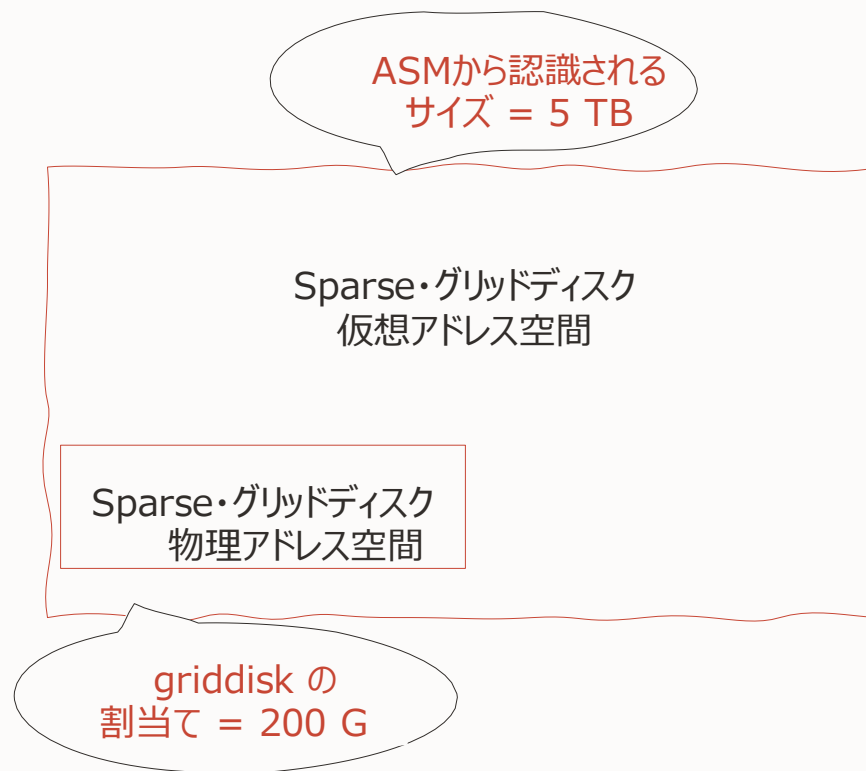 ASMから認識される
サイズ = 5 TB
Sparse・グリッドディスク
仮想アドレス空間
Sparse・グリッドディスク
物理アドレス空間
griddisk の
割当て = 200 G